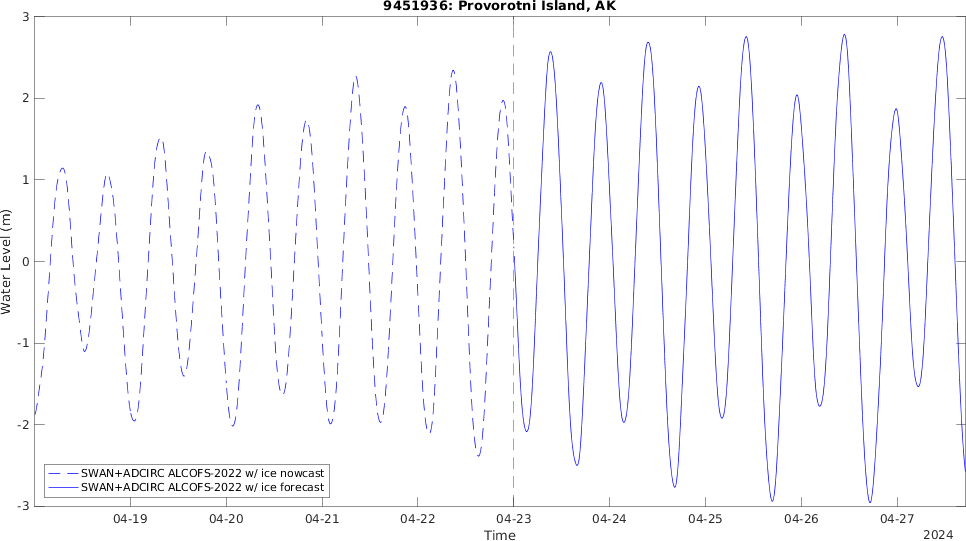 9451936: Provorotni Island, AK
3
2
1
0
-1
-2
-3
Water Level (m)
SWAN+ADCIRC ALCOFS-2022 w/ ice nowcast
SWAN+ADCIRC ALCOFS-2022 w/ ice forecast
04-19 04-20 04-21 04-22 04-23 04-24 04-25 04-26 04-27
Time
2024